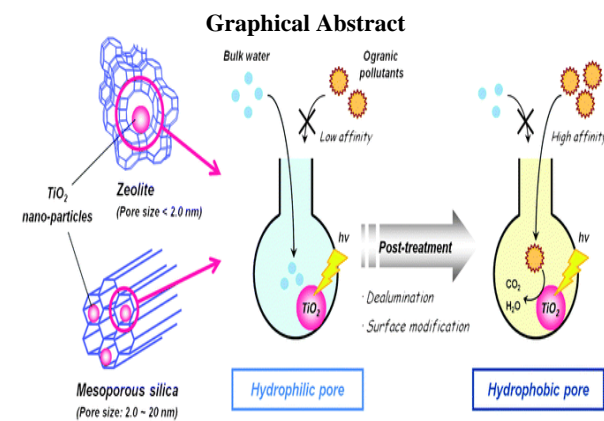 Graphical Abstract
Bulk water
Ogranic
pollutants
Low affinity
High affinity
TiO2
nano-particles
Zeolite
(Pore size < 2.0 nm)
hν
TiO2
Post-treatment
· Dealumination
· Surface modification
hν
CO2
H2O
TiO2
Mesoporous silica
(Pore size: 2.0 ~ 20 nm)
Hydrophilic pore
Hydrophobic pore